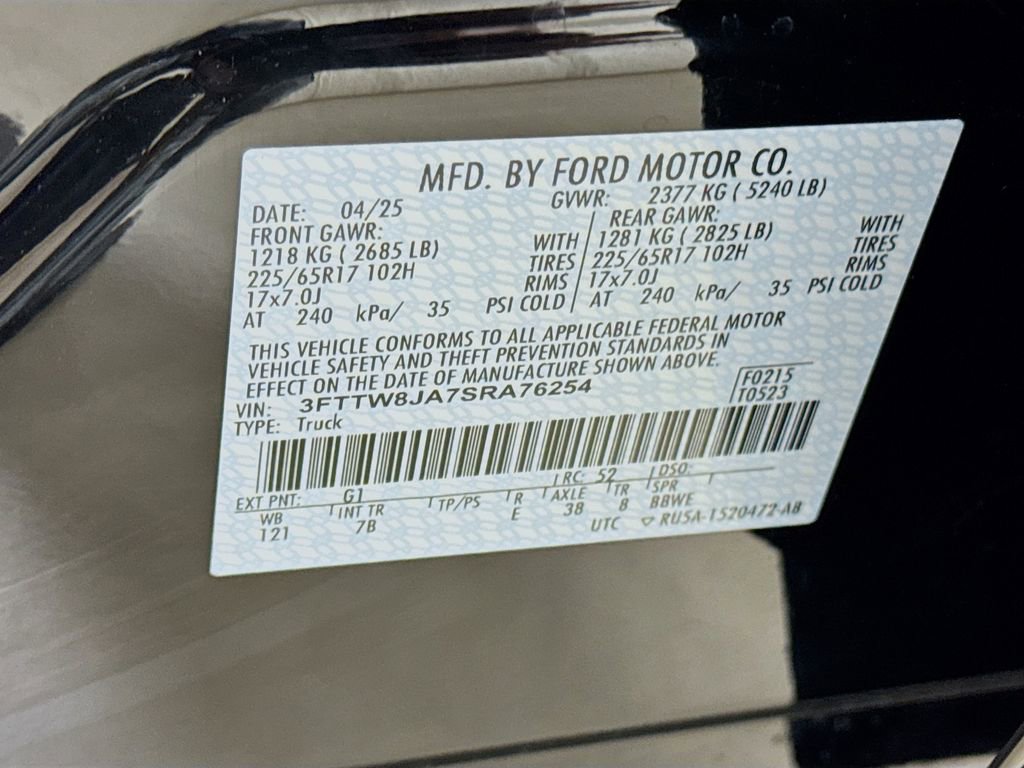 MFD. BY FORD MOTOR CO.
DATE: 04/25 GVWR: 2377 KG ( 5240 LB)
FRONT GAWR: REAR GAWR:
1218 KG ( 2685 LB) WITH 1281 KG ( 2825 LB) WITH
225/65R17 102H TIRES 225/65R17 102H TIRES
17x7.0J RIMS 17x7.0J RIMS
AT 240 kPa/ 35 PSI COLD AT 240 kPa/ 35 PSI COLD
THIS VEHICLE CONFORMS TO ALL APPLICABLE FEDERAL MOTOR
VEHICLE SAFETY AND THEFT PREVENTION STANDARDS IN
EFFECT ON THE DATE OF MANUFACTURE SHOWN ABOVE.
VIN: 3FTTW8JA7SRA76254 F0215
TYPE: Truck T0523
EXT PNT: G1 RC: 52 DSO:
WB INT TR TP/PS R AXLE TR SPR
121 7B E 38 8 BBWE
UTC ▽ RU5A-1520472-AB